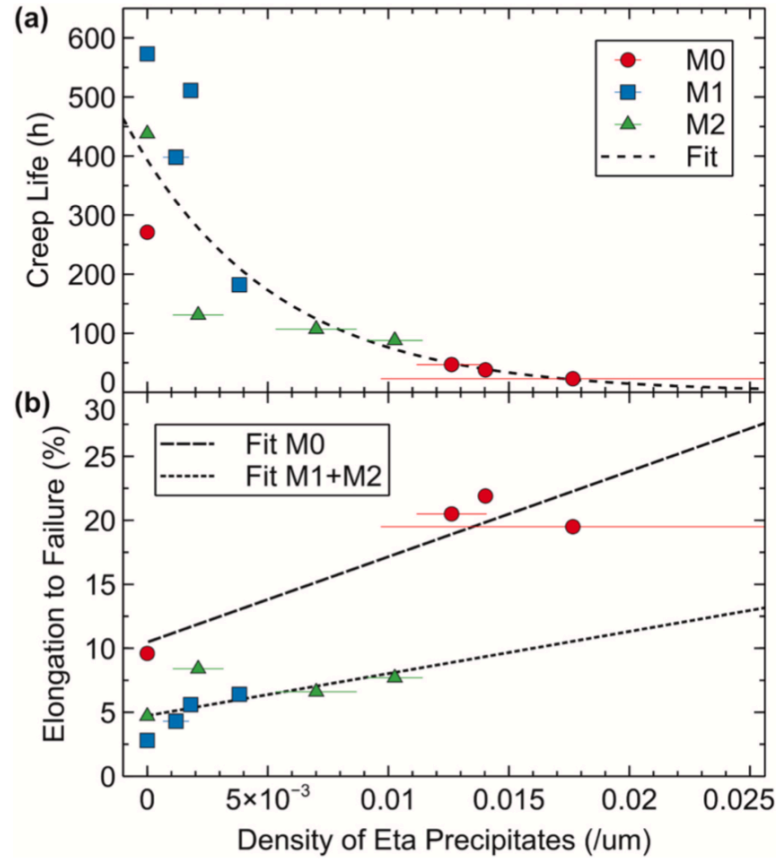 (a)
600
500
400
300
200
100
0
Creep Life (h)
M0
M1
M2
Fit
(b)
30
25
20
15
10
5
0
Elongation to Failure (%)
Fit M0
Fit M1+M2
0
5×10⁻³
0.01
0.015
0.02
0.025
Density of Eta Precipitates (/um)